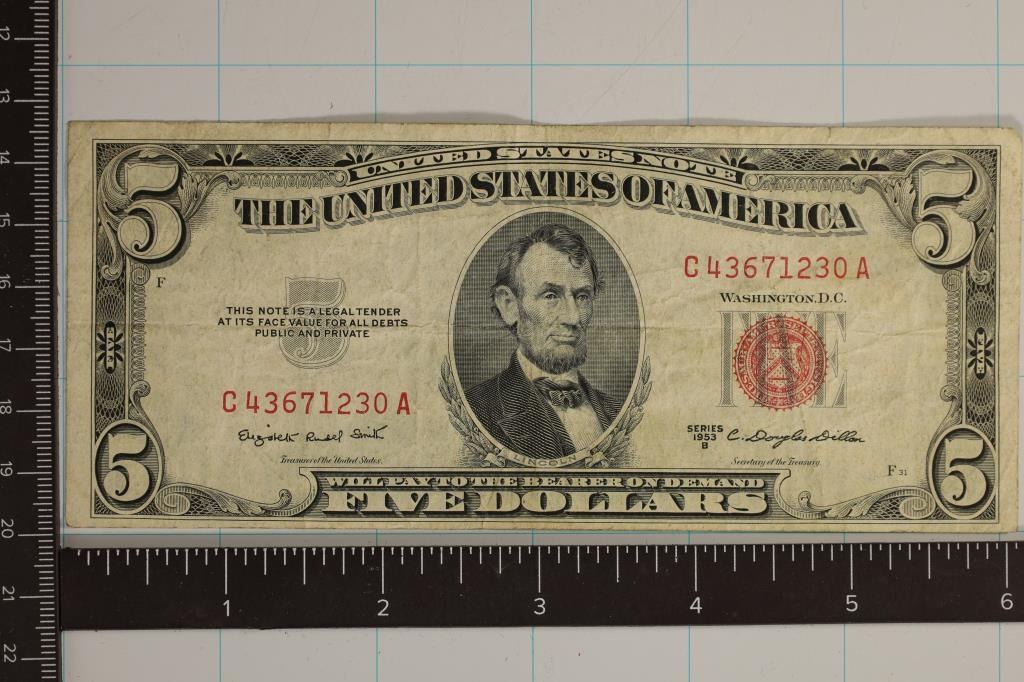 12
13
14
15
16
17
18
19
20
21
22
5
UNITED STATES NOTE
5
THE UNITED STATES OF AMERICA
F
C 43671230 A
WASHINGTON, D.C.
5
THIS NOTE IS A LEGAL TENDER
AT ITS FACE VALUE FOR ALL DEBTS
PUBLIC AND PRIVATE
FIVE
FIVE
FIVE
C 43671230 A
Elizabeth Rudel Smith
Treasurer of the United States.
SERIES
1953
B
C. Douglas Dillon
Secretary of the Treasury.
LINCOLN
F 31
5
WILL PAY TO THE BEARER ON DEMAND
5
FIVE DOLLARS
1
2
3
4
5
6